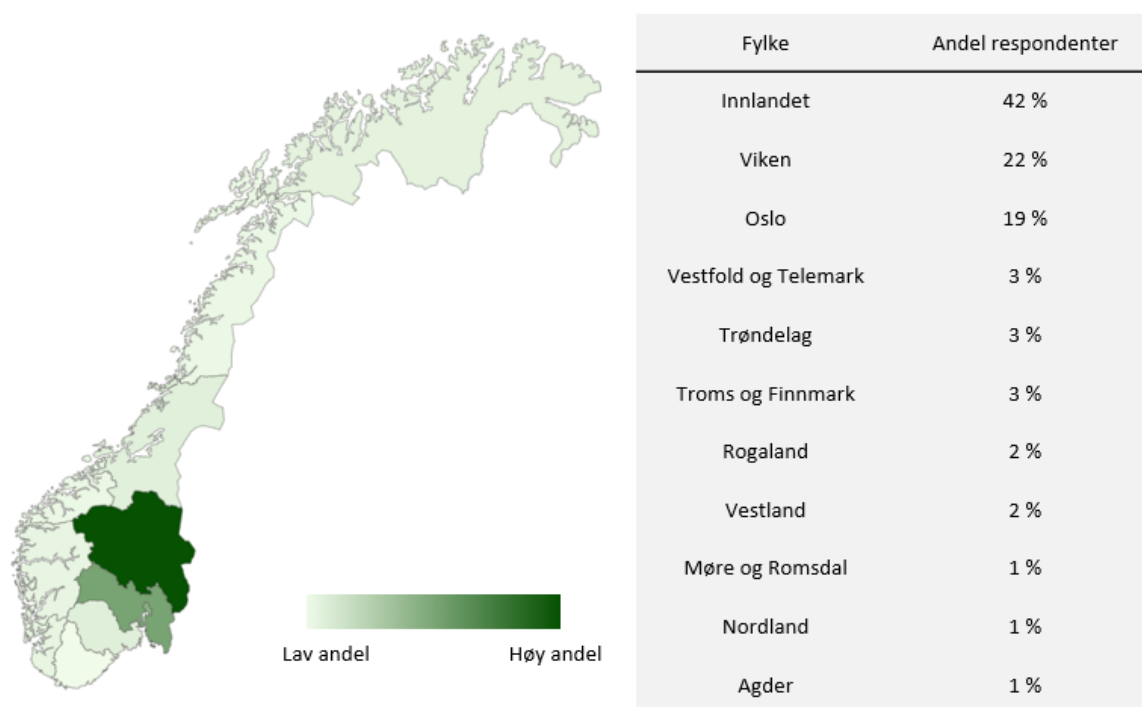 Fylke Andel respondenter
Innlandet 42 %
Viken 22 %
Oslo 19 %
Vestfold og Telemark 3 %
Trøndelag 3 %
Troms og Finnmark 3 %
Rogaland 2 %
Vestland 2 %
Møre og Romsdal 1 %
Nordland 1 %
Agder 1 %
Lav andel Høy andel